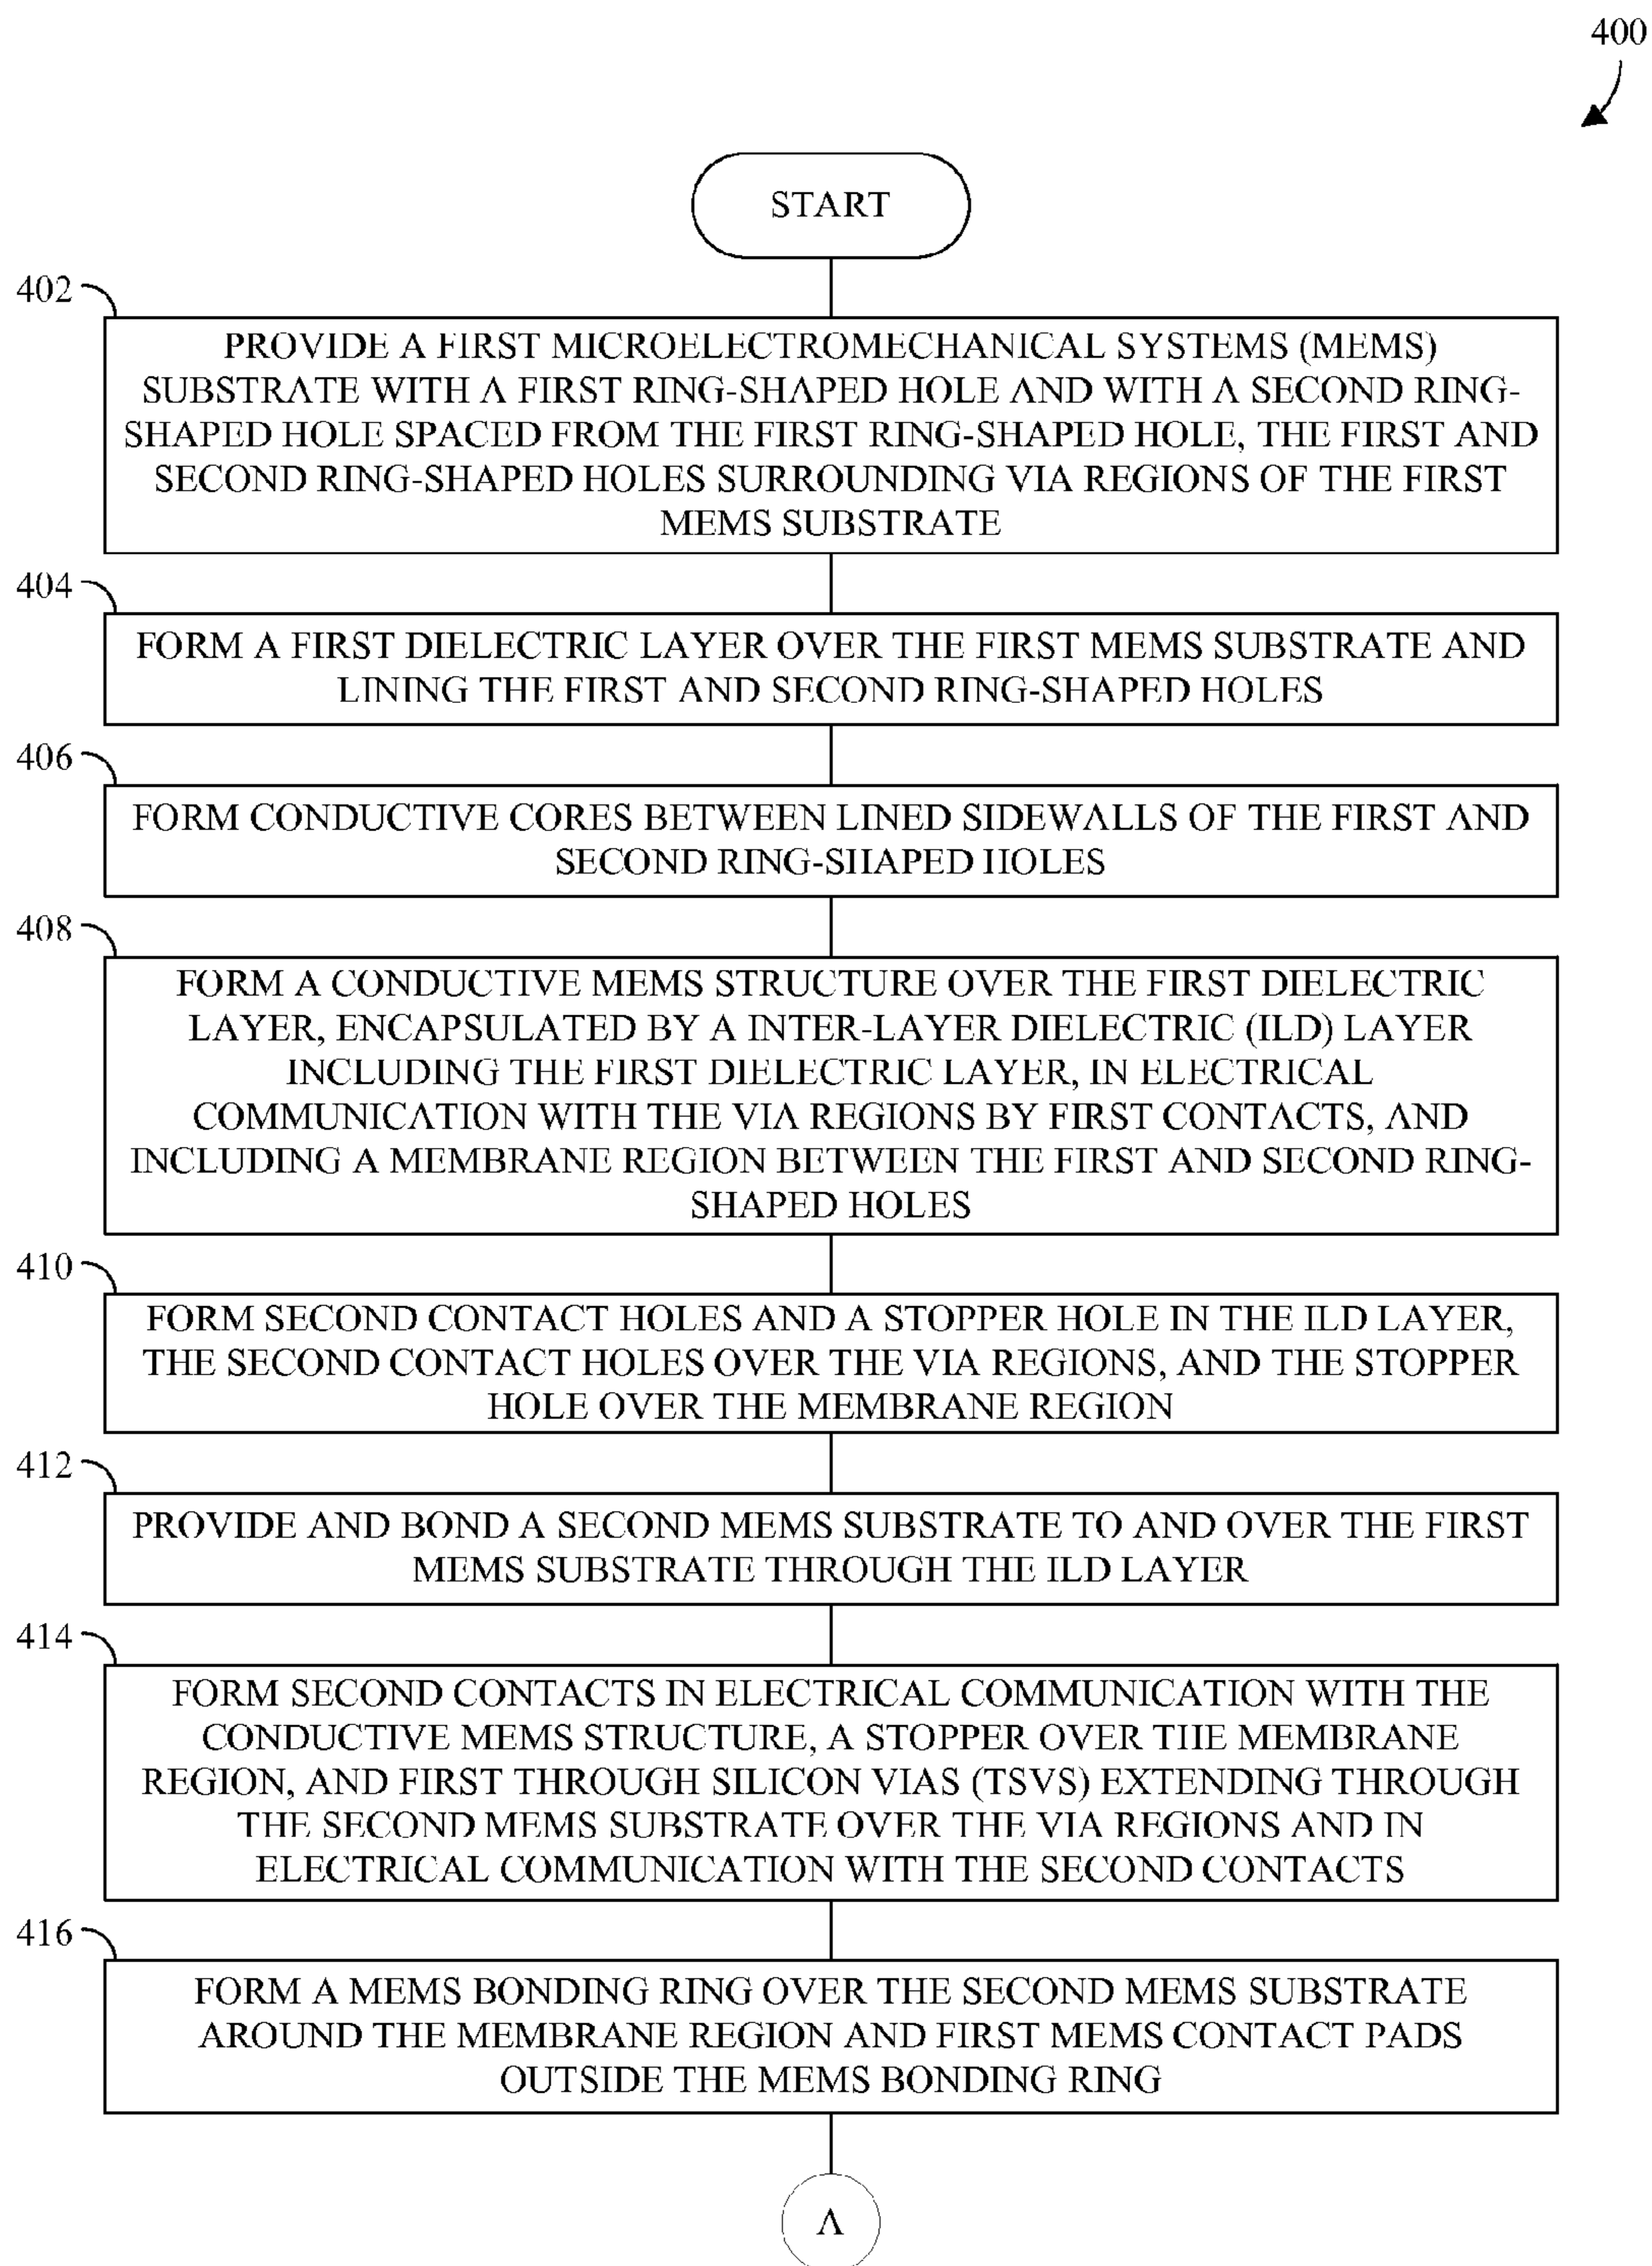 400
START
402
PROVIDE A FIRST MICROELECTROMECHANICAL SYSTEMS (MEMS)
SUBSTRATE WITH A FIRST RING-SHAPED HOLE AND WITH A SECOND RING-
SHAPED HOLE SPACED FROM THE FIRST RING-SHAPED HOLE, THE FIRST AND
SECOND RING-SHAPED HOLES SURROUNDING VIA REGIONS OF THE FIRST
MEMS SUBSTRATE
404
FORM A FIRST DIELECTRIC LAYER OVER THE FIRST MEMS SUBSTRATE AND
LINING THE FIRST AND SECOND RING-SHAPED HOLES
406
FORM CONDUCTIVE CORES BETWEEN LINED SIDEWALLS OF THE FIRST AND
SECOND RING-SHAPED HOLES
408
FORM A CONDUCTIVE MEMS STRUCTURE OVER THE FIRST DIELECTRIC
LAYER, ENCAPSULATED BY A INTER-LAYER DIELECTRIC (ILD) LAYER
INCLUDING THE FIRST DIELECTRIC LAYER, IN ELECTRICAL
COMMUNICATION WITH THE VIA REGIONS BY FIRST CONTACTS, AND
INCLUDING A MEMBRANE REGION BETWEEN THE FIRST AND SECOND RING-
SHAPED HOLES
410
FORM SECOND CONTACT HOLES AND A STOPPER HOLE IN THE ILD LAYER,
THE SECOND CONTACT HOLES OVER THE VIA REGIONS, AND THE STOPPER
HOLE OVER THE MEMBRANE REGION
412
PROVIDE AND BOND A SECOND MEMS SUBSTRATE TO AND OVER THE FIRST
MEMS SUBSTRATE THROUGH THE ILD LAYER
414
FORM SECOND CONTACTS IN ELECTRICAL COMMUNICATION WITH THE
CONDUCTIVE MEMS STRUCTURE, A STOPPER OVER THE MEMBRANE
REGION, AND FIRST THROUGH SILICON VIAS (TSVS) EXTENDING THROUGH
THE SECOND MEMS SUBSTRATE OVER THE VIA REGIONS AND IN
ELECTRICAL COMMUNICATION WITH THE SECOND CONTACTS
416
FORM A MEMS BONDING RING OVER THE SECOND MEMS SUBSTRATE
AROUND THE MEMBRANE REGION AND FIRST MEMS CONTACT PADS
OUTSIDE THE MEMS BONDING RING
A